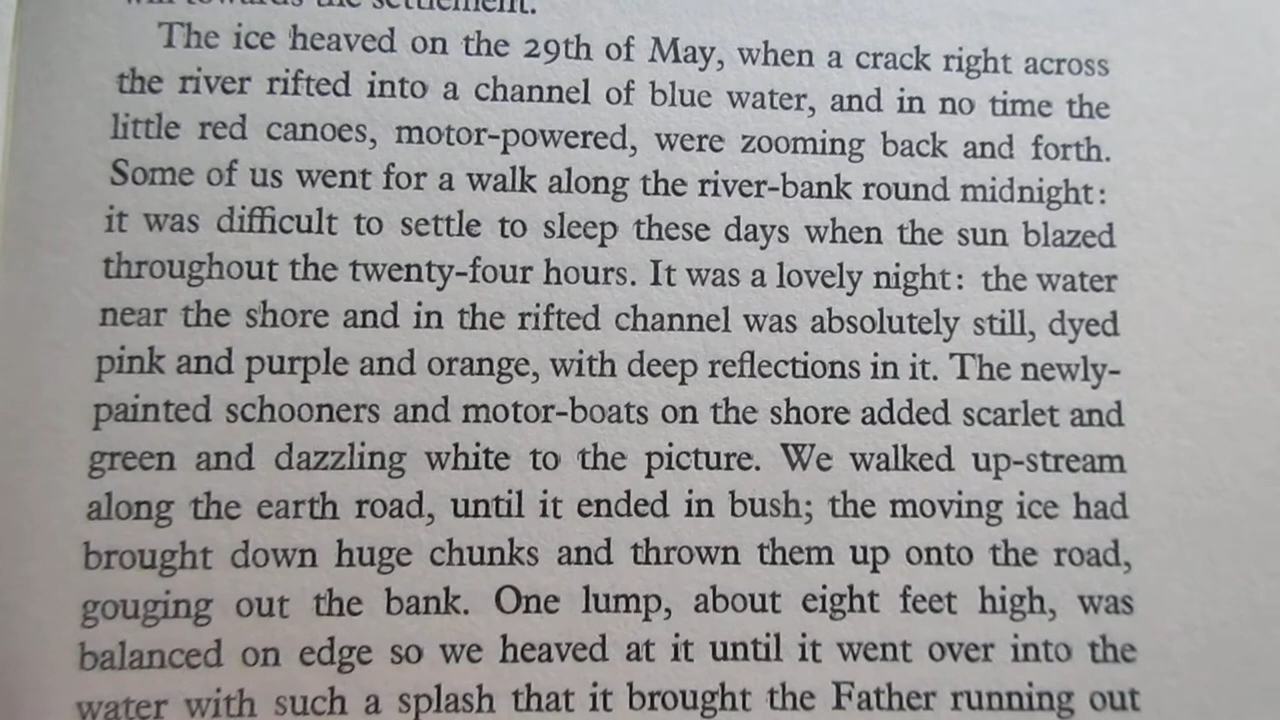 settlement.
The ice heaved on the 29th of May, when a crack right across
the river rifted into a channel of blue water, and in no time the
little red canoes, motor-powered, were zooming back and forth.
Some of us went for a walk along the river-bank round midnight:
it was difficult to settle to sleep these days when the sun blazed
throughout the twenty-four hours. It was a lovely night: the water
near the shore and in the rifted channel was absolutely still, dyed
pink and purple and orange, with deep reflections in it. The newly-
painted schooners and motor-boats on the shore added scarlet and
green and dazzling white to the picture. We walked up-stream
along the earth road, until it ended in bush; the moving ice had
brought down huge chunks and thrown them up onto the road,
gouging out the bank. One lump, about eight feet high, was
balanced on edge so we heaved at it until it went over into the
water with such a splash that it brought the Father running out